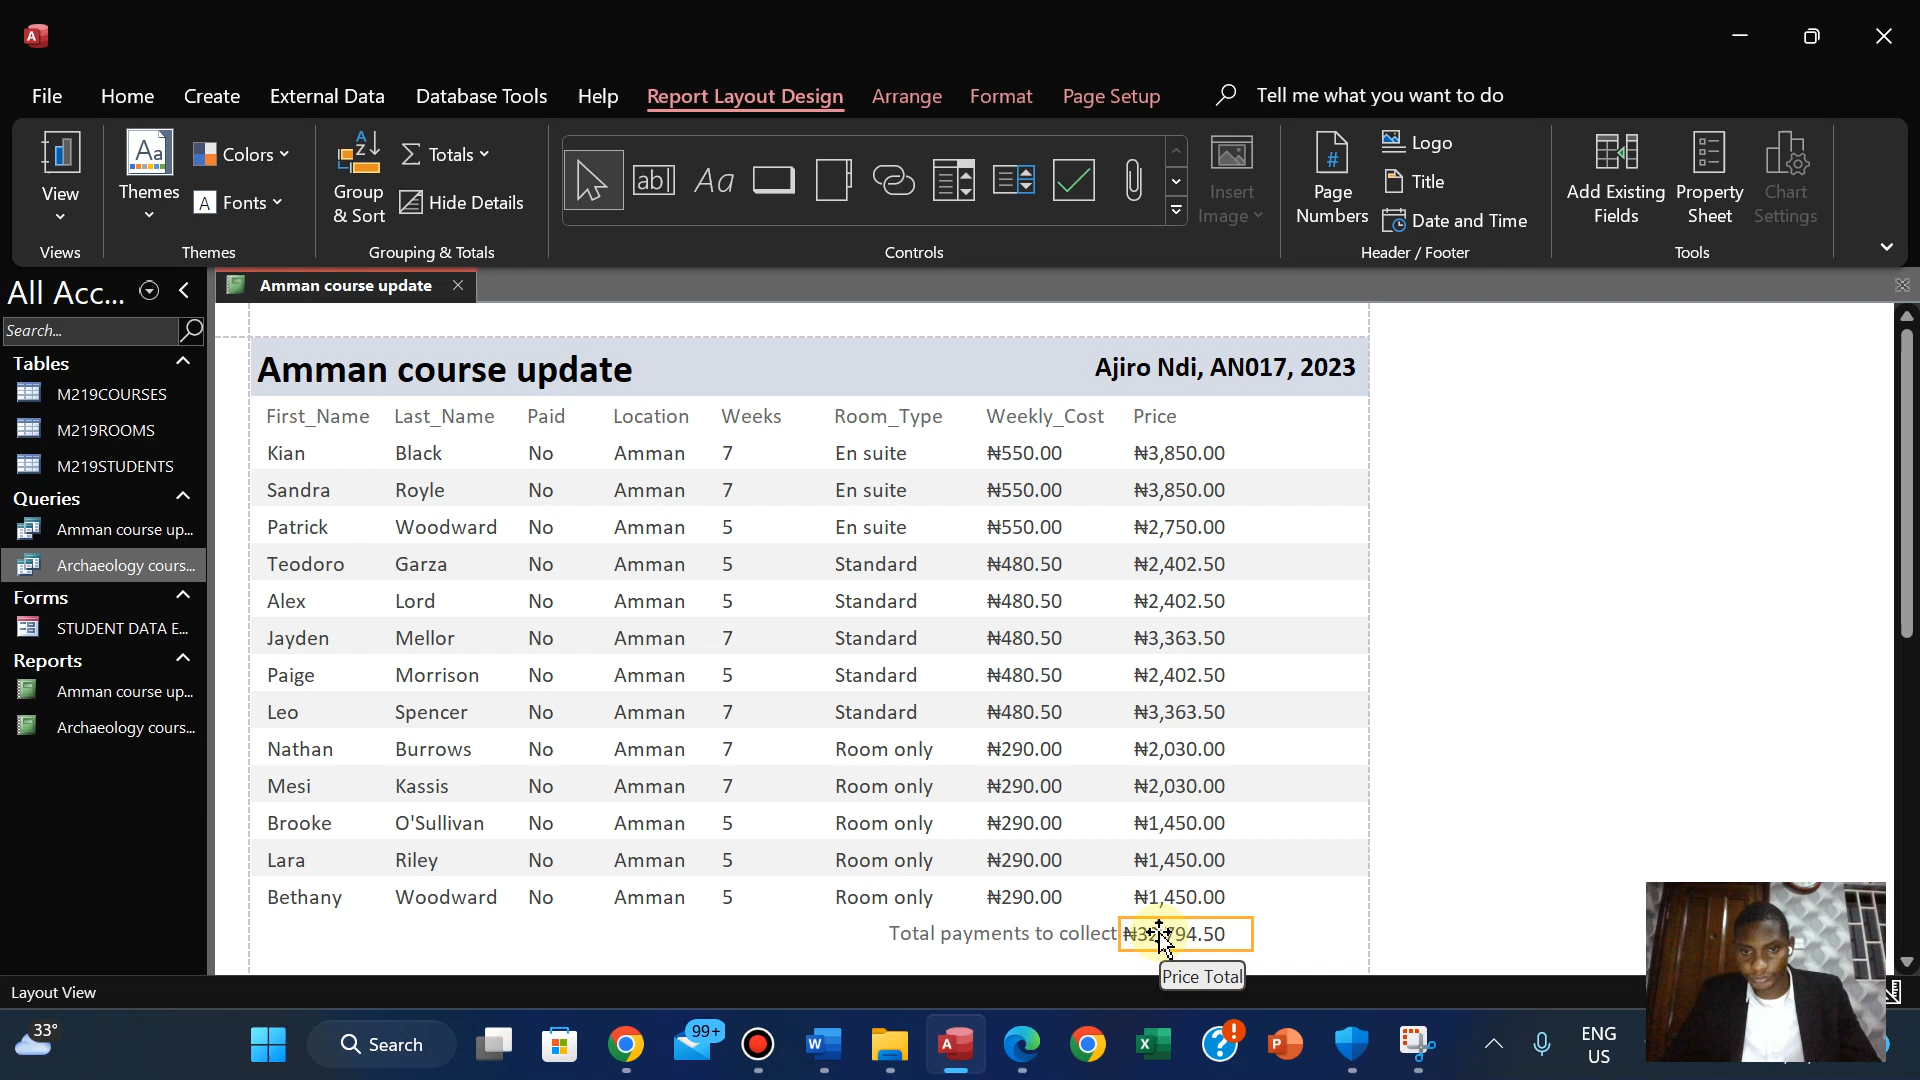 File Home Create External Data Database Tools Help Report Layout Design Arrange Format Page Setup Tell me what you want to do
View
Views
Themes
Colors
Fonts
Themes
Group & Sort
Totals
Hide Details
Grouping & Totals
Controls
Insert Image
Page Numbers
Logo
Title
Date and Time
Header / Footer
Add Existing Fields
Property Sheet
Chart Settings
Tools
All Acc...
Search...
Tables
M219COURSES
M219ROOMS
M219STUDENTS
Queries
Amman course up...
Archaeology cours...
Forms
STUDENT DATA E...
Reports
Amman course up...
Archaeology cours...
Amman course update
Amman course update Ajiro Ndi, AN017, 2023
First_Name Last_Name Paid Location Weeks Room_Type Weekly_Cost Price
Kian Black No Amman 7 En suite ₦550.00 ₦3,850.00
Sandra Royle No Amman 7 En suite ₦550.00 ₦3,850.00
Patrick Woodward No Amman 5 En suite ₦550.00 ₦2,750.00
Teodoro Garza No Amman 5 Standard ₦480.50 ₦2,402.50
Alex Lord No Amman 5 Standard ₦480.50 ₦2,402.50
Jayden Mellor No Amman 7 Standard ₦480.50 ₦3,363.50
Paige Morrison No Amman 5 Standard ₦480.50 ₦2,402.50
Leo Spencer No Amman 7 Standard ₦480.50 ₦3,363.50
Nathan Burrows No Amman 7 Room only ₦290.00 ₦2,030.00
Mesi Kassis No Amman 7 Room only ₦290.00 ₦2,030.00
Brooke O'Sullivan No Amman 5 Room only ₦290.00 ₦1,450.00
Lara Riley No Amman 5 Room only ₦290.00 ₦1,450.00
Bethany Woodward No Amman 5 Room only ₦290.00 ₦1,450.00
Total payments to collect ₦32,794.50
Price Total
Layout View
33°
Search
99+
ENG
US